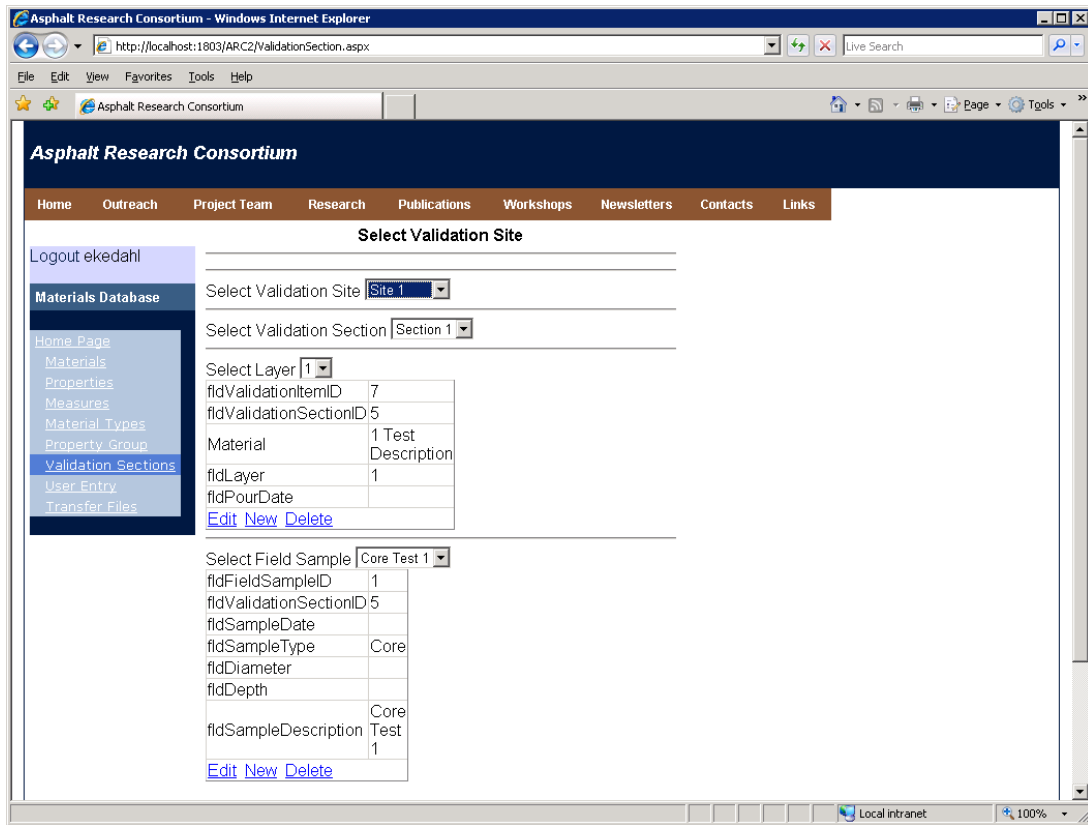 Asphalt Research Consortium - Windows Internet Explorer
http://localhost:1803/ARC2/ValidationSection.aspx
Live Search
File Edit View Favorites Tools Help
Asphalt Research Consortium
Page Tools »
Asphalt Research Consortium
Home Outreach Project Team Research Publications Workshops Newsletters Contacts Links
Select Validation Site
Logout ekedahl
Materials Database
Home Page
Materials
Properties
Measures
Material Types
Property Group
Validation Sections
User Entry
Transfer Files
Select Validation Site Site 1
Select Validation Section Section 1
Select Layer 1
fldValidationItemID 7
fldValidationSectionID 5
Material 1 Test
Description
fldLayer 1
fldPourDate
Edit New Delete
Select Field Sample Core Test 1
fldFieldSampleID 1
fldValidationSectionID 5
fldSampleDate
fldSampleType Core
fldDiameter
fldDepth
fldSampleDescription Core
Test
1
Edit New Delete
Local intranet 100%